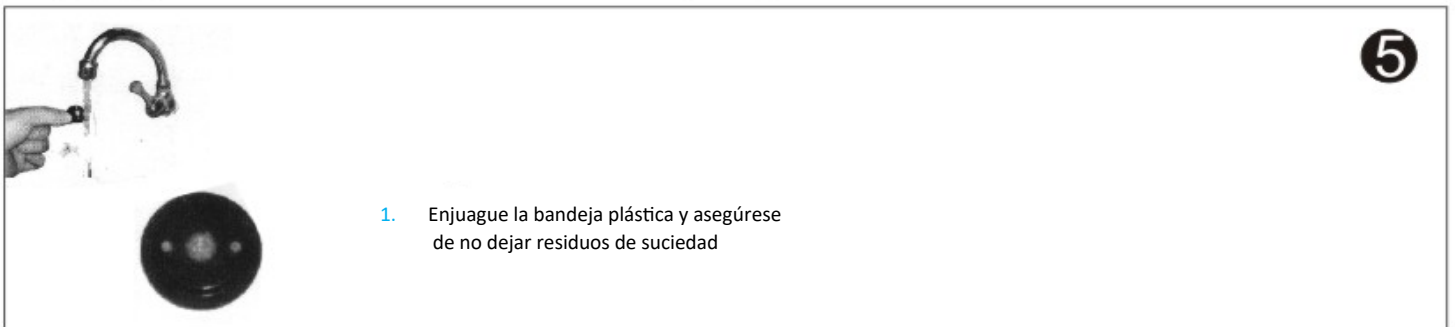 5
1. Enjuague la bandeja plástica y asegúrese
de no dejar residuos de suciedad